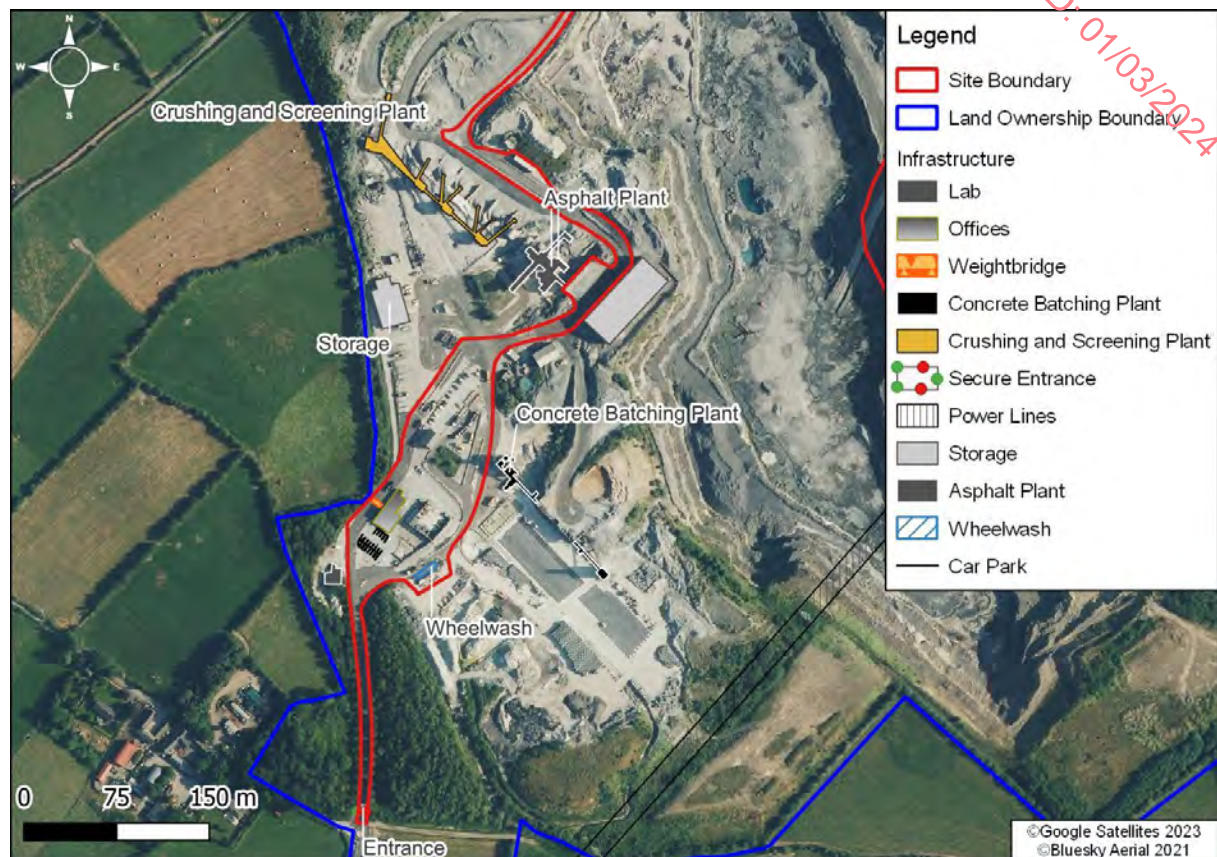 D: 01/03/2024
N
W
E
S
Crushing and Screening Plant
Asphalt Plant
Storage
Concrete Batching Plant
Wheelwash
Entrance
0 75 150 m
Legend
Site Boundary
Land Ownership Boundary
Infrastructure
Lab
Offices
Weightbridge
Concrete Batching Plant
Crushing and Screening Plant
Secure Entrance
Power Lines
Storage
Asphalt Plant
Wheelwash
Car Park
©Google Satellites 2023
©Bluesky Aerial 2021